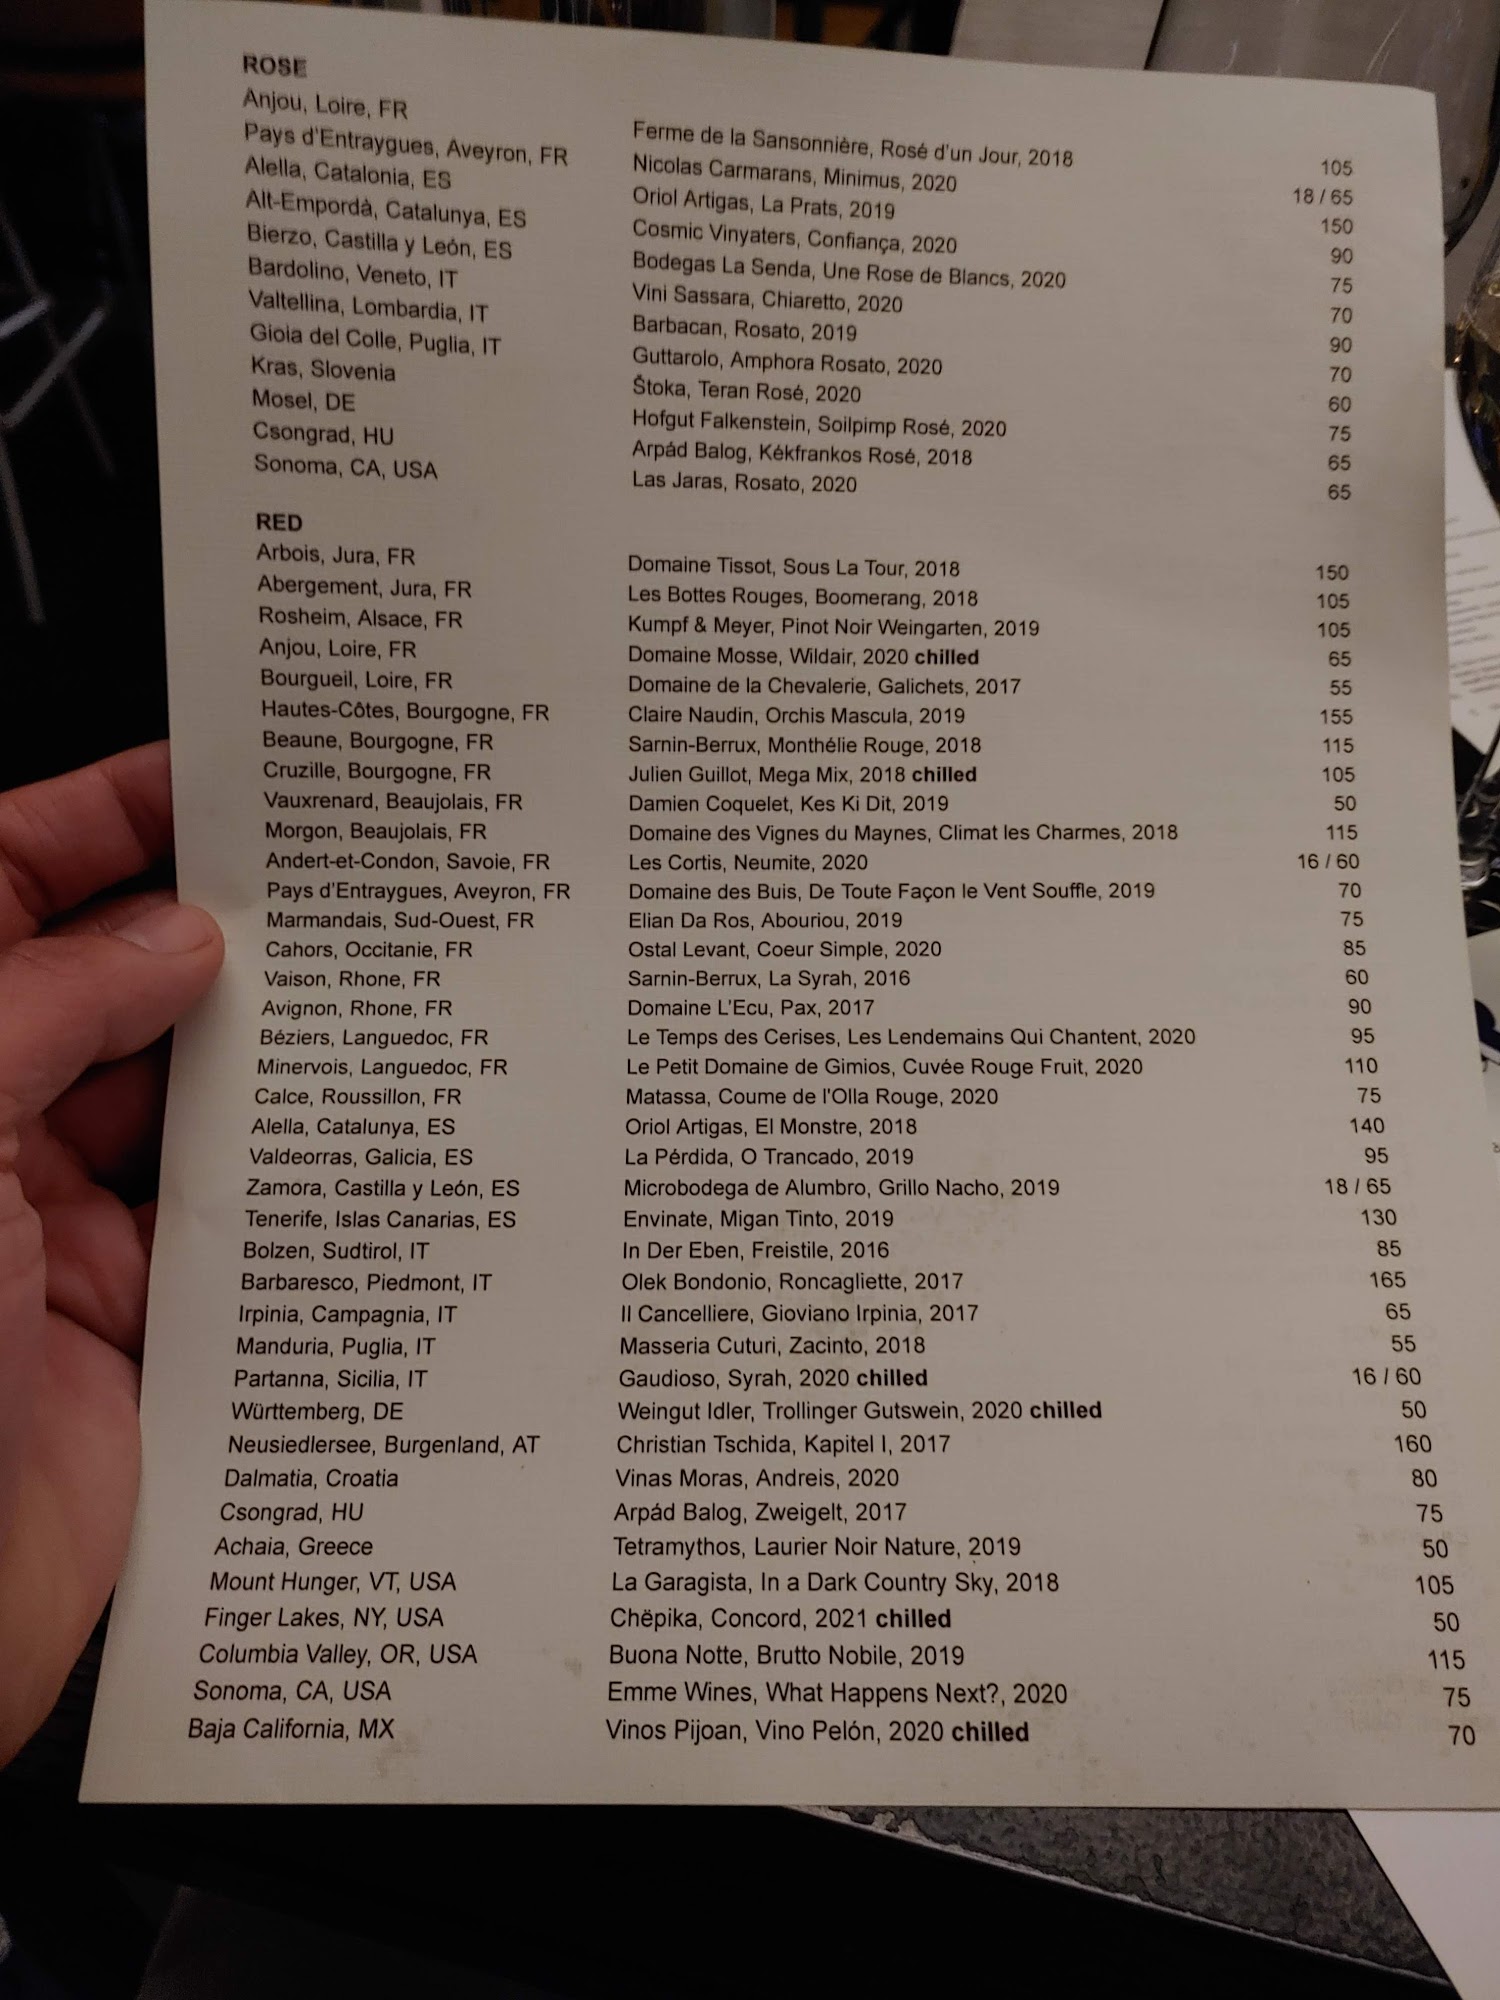 ROSE
Anjou, Loire, FR Ferme de la Sansonnière, Rosé d'un Jour, 2018 105
Pays d'Entraygues, Aveyron, FR Nicolas Carmarans, Minimus, 2020 18 / 65
Alella, Catalonia, ES Oriol Artigas, La Prats, 2019 150
Alt-Empordà, Catalunya, ES Cosmic Vinyaters, Confiança, 2020 90
Bierzo, Castilla y León, ES Bodegas La Senda, Une Rose de Blancs, 2020 75
Bardolino, Veneto, IT Vini Sassara, Chiaretto, 2020 70
Valtellina, Lombardia, IT Barbacan, Rosato, 2019 90
Gioia del Colle, Puglia, IT Guttarolo, Amphora Rosato, 2020 70
Kras, Slovenia Štoka, Teran Rosé, 2020 60
Mosel, DE Hofgut Falkenstein, Soilpimp Rosé, 2020 75
Csongrad, HU Arpád Balog, Kékfrankos Rosé, 2018 65
Sonoma, CA, USA Las Jaras, Rosato, 2020 65
RED
Arbois, Jura, FR Domaine Tissot, Sous La Tour, 2018 150
Abergement, Jura, FR Les Bottes Rouges, Boomerang, 2018 105
Rosheim, Alsace, FR Kumpf & Meyer, Pinot Noir Weingarten, 2019 105
Anjou, Loire, FR Domaine Mosse, Wildair, 2020 chilled 65
Bourgueil, Loire, FR Domaine de la Chevalerie, Galichets, 2017 55
Hautes-Côtes, Bourgogne, FR Claire Naudin, Orchis Mascula, 2019 155
Beaune, Bourgogne, FR Sarnin-Berrux, Monthélie Rouge, 2018 115
Cruzille, Bourgogne, FR Julien Guillot, Mega Mix, 2018 chilled 105
Vauxrenard, Beaujolais, FR Damien Coquelet, Kes Ki Dit, 2019 50
Morgon, Beaujolais, FR Domaine des Vignes du Maynes, Climat les Charmes, 2018 115
Andert-et-Condon, Savoie, FR Les Cortis, Neumite, 2020 16 / 60
Pays d'Entraygues, Aveyron, FR Domaine des Buis, De Toute Façon le Vent Souffle, 2019 70
Marmandais, Sud-Ouest, FR Elian Da Ros, Abouriou, 2019 75
Cahors, Occitanie, FR Ostal Levant, Coeur Simple, 2020 85
Vaison, Rhone, FR Sarnin-Berrux, La Syrah, 2016 60
Avignon, Rhone, FR Domaine L'Ecu, Pax, 2017 90
Béziers, Languedoc, FR Le Temps des Cerises, Les Lendemains Qui Chantent, 2020 95
Minervois, Languedoc, FR Le Petit Domaine de Gimios, Cuvée Rouge Fruit, 2020 110
Calce, Roussillon, FR Matassa, Coume de l'Olla Rouge, 2020 75
Alella, Catalunya, ES Oriol Artigas, El Monstre, 2018 140
Valdeorras, Galicia, ES La Pérdida, O Trancado, 2019 95
Zamora, Castilla y León, ES Microbodega de Alumbro, Grillo Nacho, 2019 18 / 65
Tenerife, Islas Canarias, ES Envinate, Migan Tinto, 2019 130
Bolzen, Sudtirol, IT In Der Eben, Freistile, 2016 85
Barbaresco, Piedmont, IT Olek Bondonio, Roncagliette, 2017 165
Irpinia, Campagnia, IT Il Cancelliere, Gioviano Irpinia, 2017 65
Manduria, Puglia, IT Masseria Cuturi, Zacinto, 2018 55
Partanna, Sicilia, IT Gaudioso, Syrah, 2020 chilled 16 / 60
Württemberg, DE Weingut Idler, Trollinger Gutswein, 2020 chilled 50
Neusiedlersee, Burgenland, AT Christian Tschida, Kapitel I, 2017 160
Dalmatia, Croatia Vinas Moras, Andreis, 2020 80
Csongrad, HU Arpád Balog, Zweigelt, 2017 75
Achaia, Greece Tetramythos, Laurier Noir Nature, 2019 50
Mount Hunger, VT, USA La Garagista, In a Dark Country Sky, 2018 105
Finger Lakes, NY, USA Chëpika, Concord, 2021 chilled 50
Columbia Valley, OR, USA Buona Notte, Brutto Nobile, 2019 115
Sonoma, CA, USA Emme Wines, What Happens Next?, 2020 75
Baja California, MX Vinos Pijoan, Vino Pelón, 2020 chilled 70